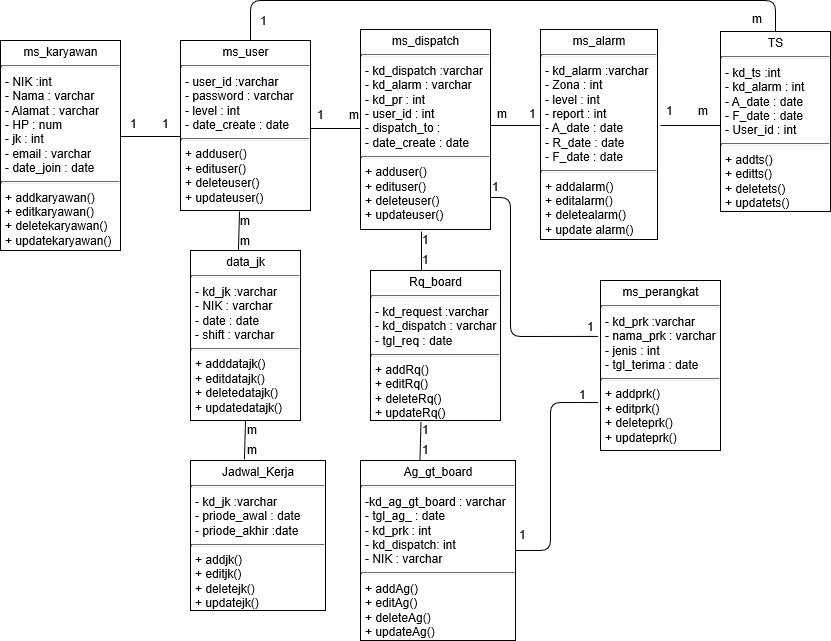 1
m
ms_karyawan
- NIK :int
- Nama : varchar
- Alamat : varchar
- HP : num
- jk : int
- email : varchar
- date_join : date
+ addkaryawan()
+ editkaryawan()
+ deletekaryawan()
+ updatekaryawan()
1
1
ms_user
- user_id :varchar
- password : varchar
- level : int
- date_create : date
+ adduser()
+ edituser()
+ deleteuser()
+ updateuser()
1
m
ms_dispatch
- kd_dispatch :varchar
- kd_alarm : varchar
- kd_pr : int
- user_id : int
- dispatch_to :
- date_create : date
+ adduser()
+ edituser()
+ deleteuser()
+ updateuser()
m
1
ms_alarm
- kd_alarm :varchar
- Zona : int
- level : int
- report : int
- A_date : date
- R_date : date
- F_date : date
+ addalarm()
+ editalarm()
+ deletealarm()
+ update alarm()
1
m
TS
- kd_ts :int
- kd_alarm : int
- A_date : date
- F_date : date
- User_id : int
+ addts()
+ editts()
+ deletets()
+ updatets()
m
m
data_jk
- kd_jk :varchar
- NIK : varchar
- date : date
- shift : varchar
+ adddatajk()
+ editdatajk()
+ deletedatajk()
+ updatedatajk()
1
1
Rq_board
- kd_request :varchar
- kd_dispatch : varchar
- tgl_req : date
+ addRq()
+ editRq()
+ deleteRq()
+ updateRq()
1
1
ms_perangkat
- kd_prk :varchar
- nama_prk : varchar
- jenis : int
- tgl_terima : date
+ addprk()
+ editprk()
+ deleteprk()
+ updateprk()
m
m
Jadwal_Kerja
- kd_jk :varchar
- priode_awal : date
- priode_akhir :date
+ addjk()
+ editjk()
+ deletejk()
+ updatejk()
1
1
Ag_gt_board
-kd_ag_gt_board : varchar
- tgl_ag_ : date
- kd_prk : int
- kd_dispatch: int
- NIK : varchar
+ addAg()
+ editAg()
+ deleteAg()
+ updateAg()
1
1